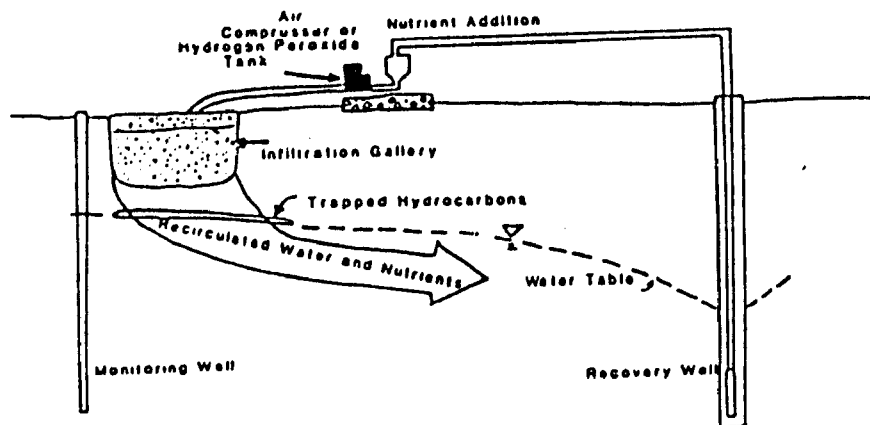 Air
Compressor or
Hydrogen Peroxide
Tank
Nutrient Addition
Infiltration Gallery
Trapped Hydrocarbons
Recirculated Water and Nutrients
Water Table
Monitoring Well
Recovery Well